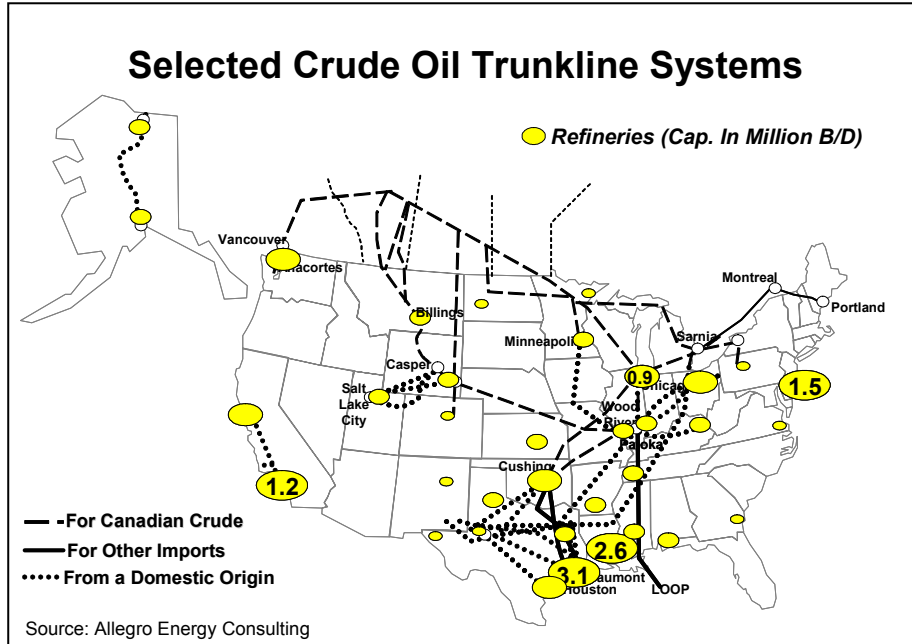 Selected Crude Oil Trunkline Systems
Refineries (Cap. In Million B/D)
Vancouver
Anacortes
Montreal
Portland
Billings
Minneapoli
Sarnia
Casper
0.9
Chicag
1.5
Salt
Lake
City
Wood
River
Patoka
1.2
Cushing
2.6
3.1
Beaumont
Houston
LOOP
For Canadian Crude
For Other Imports
From a Domestic Origin
Source: Allegro Energy Consulting